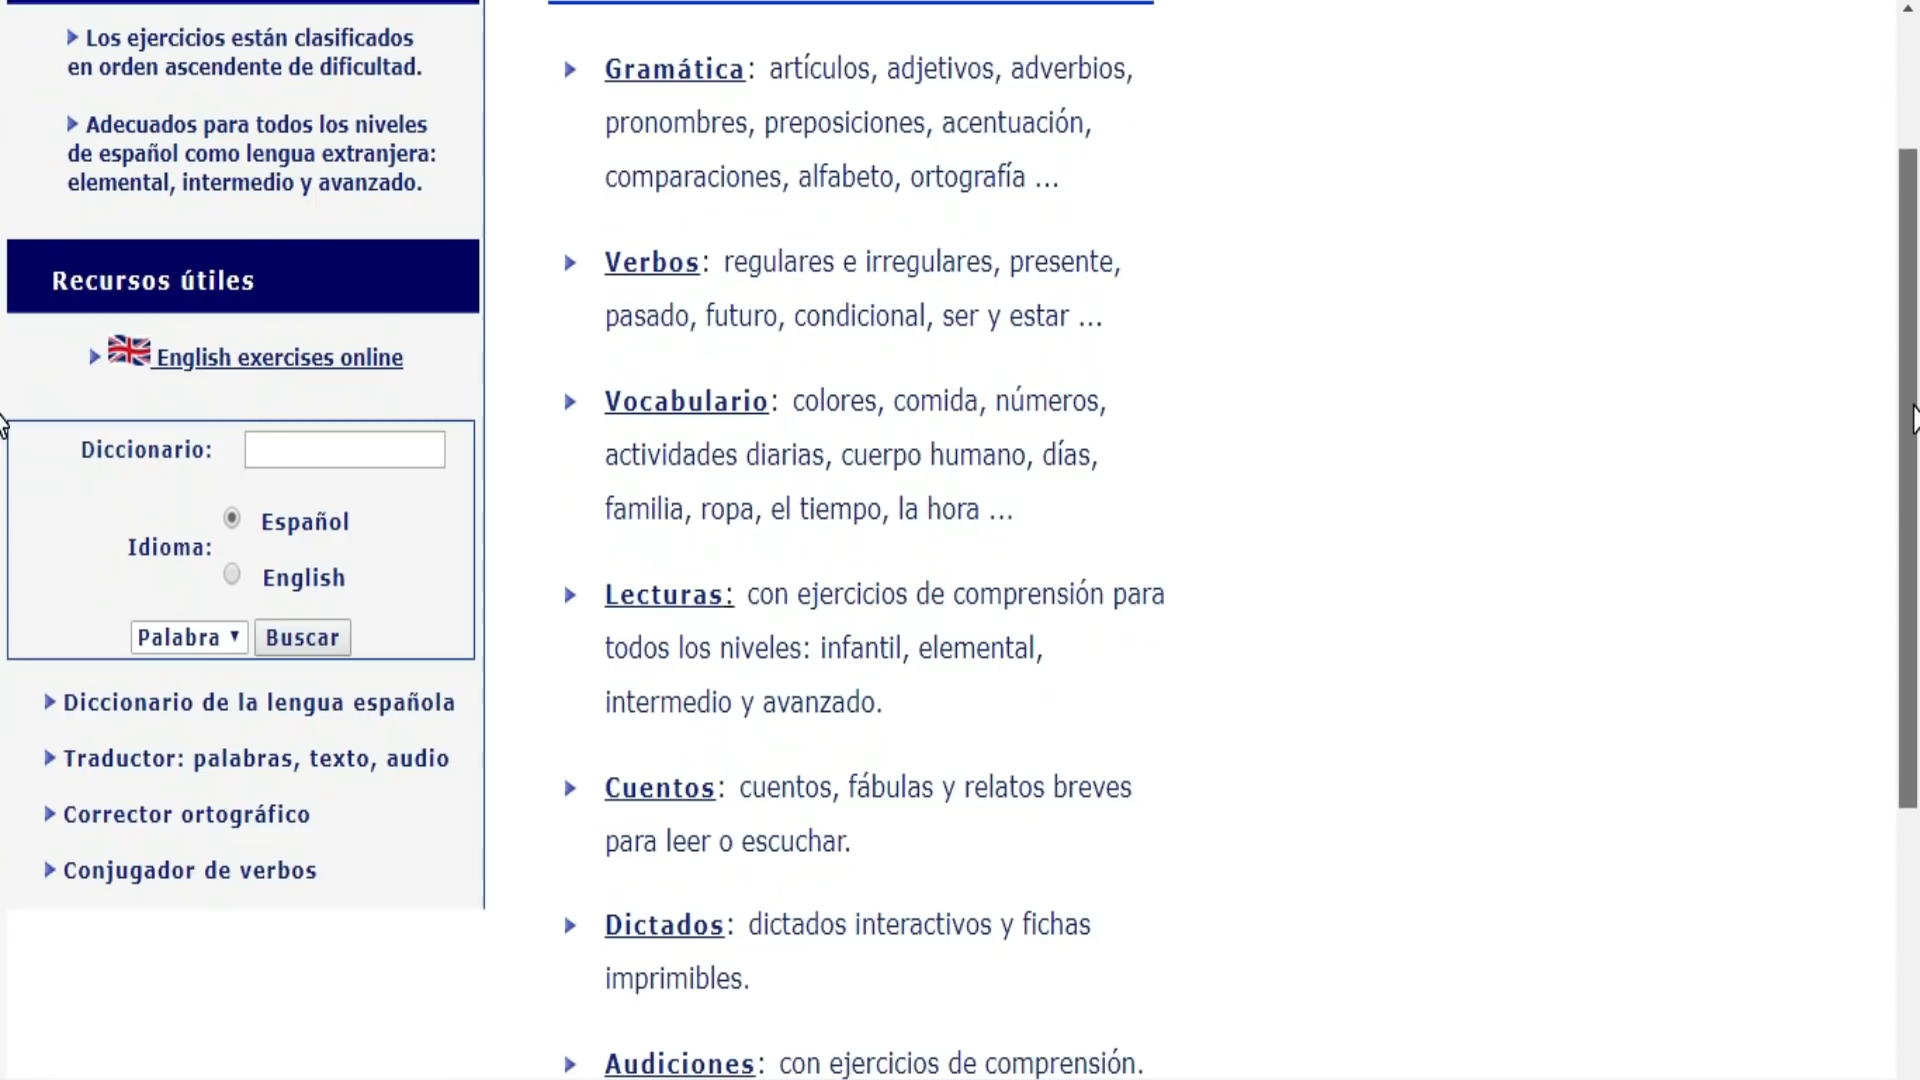 Los ejercicios están clasificados
en orden ascendente de dificultad.
Adecuados para todos los niveles
de español como lengua extranjera:
elemental, intermedio y avanzado.
Recursos útiles
English exercises online
Diccionario:
Español
Idioma:
English
Palabra
Buscar
Diccionario de la lengua española
Traductor: palabras, texto, audio
Corrector ortográfico
Conjugador de verbos
Gramática: artículos, adjetivos, adverbios,
pronombres, preposiciones, acentuación,
comparaciones, alfabeto, ortografía ...
Verbos: regulares e irregulares, presente,
pasado, futuro, condicional, ser y estar ...
Vocabulario: colores, comida, números,
actividades diarias, cuerpo humano, días,
familia, ropa, el tiempo, la hora ...
Lecturas: con ejercicios de comprensión para
todos los niveles: infantil, elemental,
intermedio y avanzado.
Cuentos: cuentos, fábulas y relatos breves
para leer o escuchar.
Dictados: dictados interactivos y fichas
imprimibles.
Audiciones: con ejercicios de comprensión.